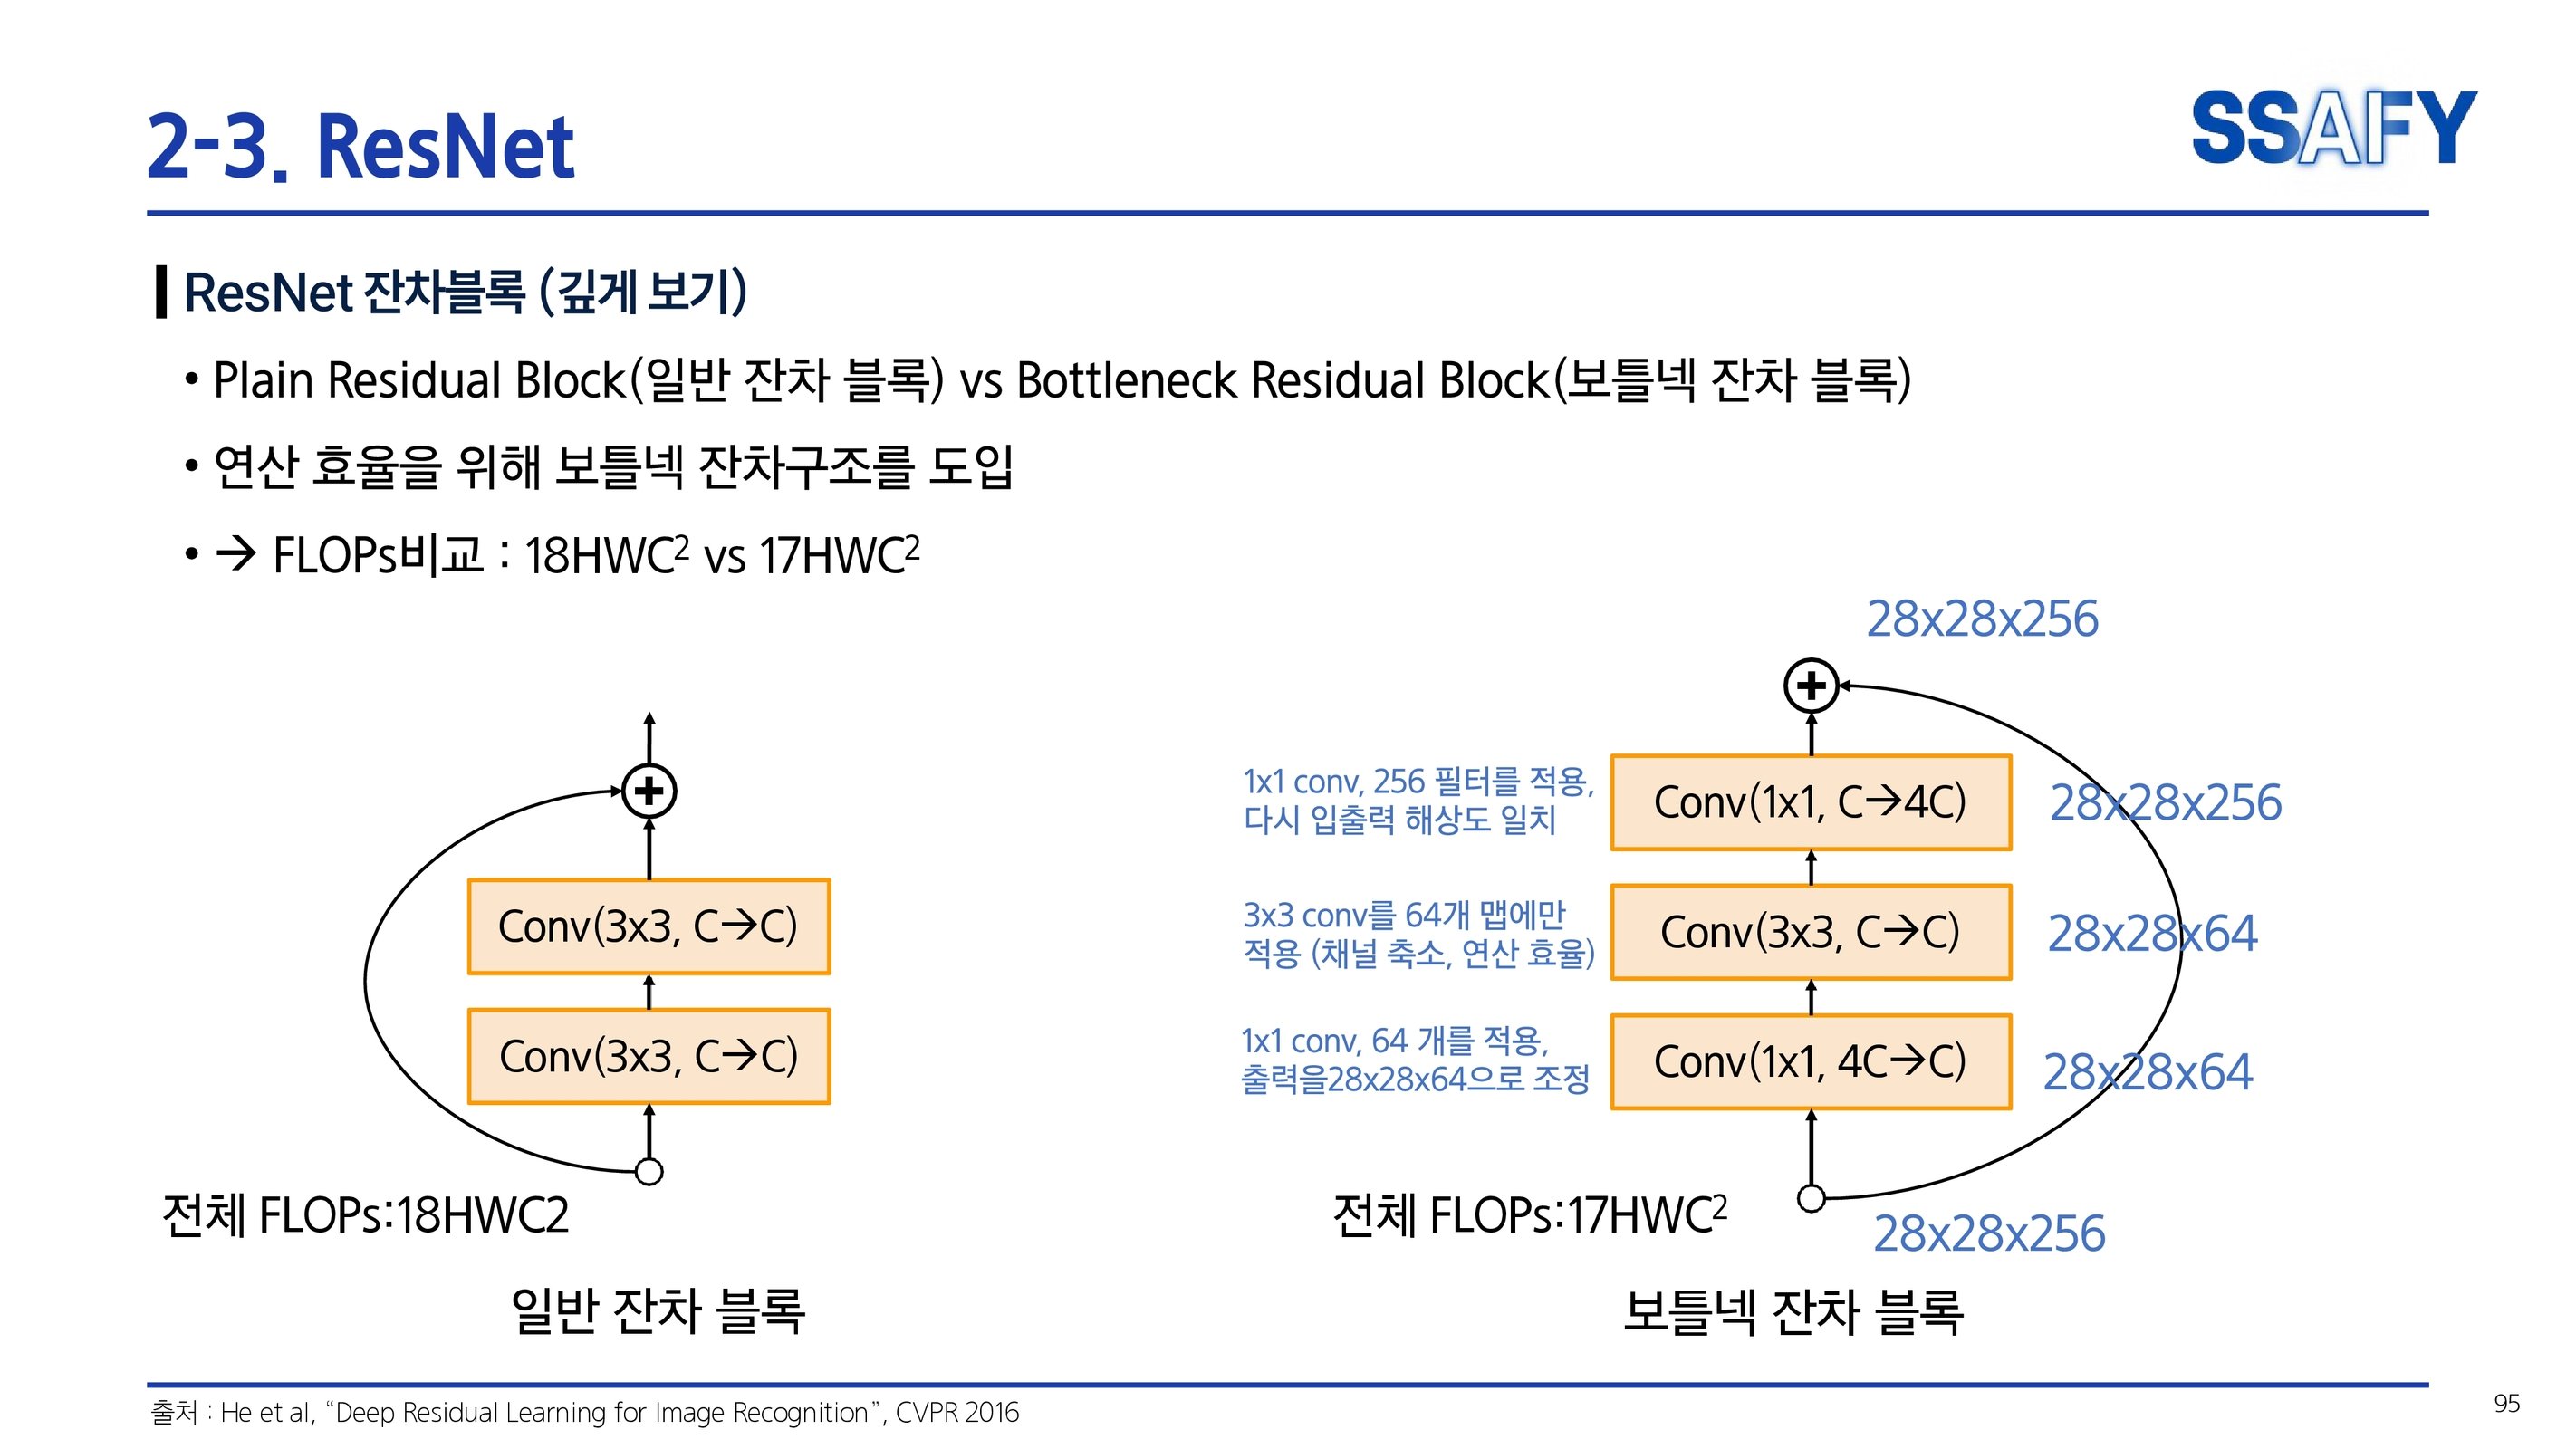 2-3. ResNet
SSAFY
ResNet 잔차블록 (깊게 보기)
• Plain Residual Block(일반 잔차 블록) vs Bottleneck Residual Block(보틀넥 잔차 블록)
• 연산 효율을 위해 보틀넥 잔차구조를 도입
• → FLOPs비교 : 18HWC² vs 17HWC²
Conv(3x3, C→C)
Conv(3x3, C→C)
전체 FLOPs:18HWC2
일반 잔차 블록
28x28x256
1x1 conv, 256 필터를 적용,
다시 입출력 해상도 일치
Conv(1x1, C→4C)
28x28x256
3x3 conv를 64개 맵에만
적용 (채널 축소, 연산 효율)
Conv(3x3, C→C)
28x28x64
1x1 conv, 64 개를 적용,
출력을28x28x64으로 조정
Conv(1x1, 4C→C)
28x28x64
전체 FLOPs:17HWC²
28x28x256
보틀넥 잔차 블록
출처 : He et al, “Deep Residual Learning for Image Recognition”, CVPR 2016
95